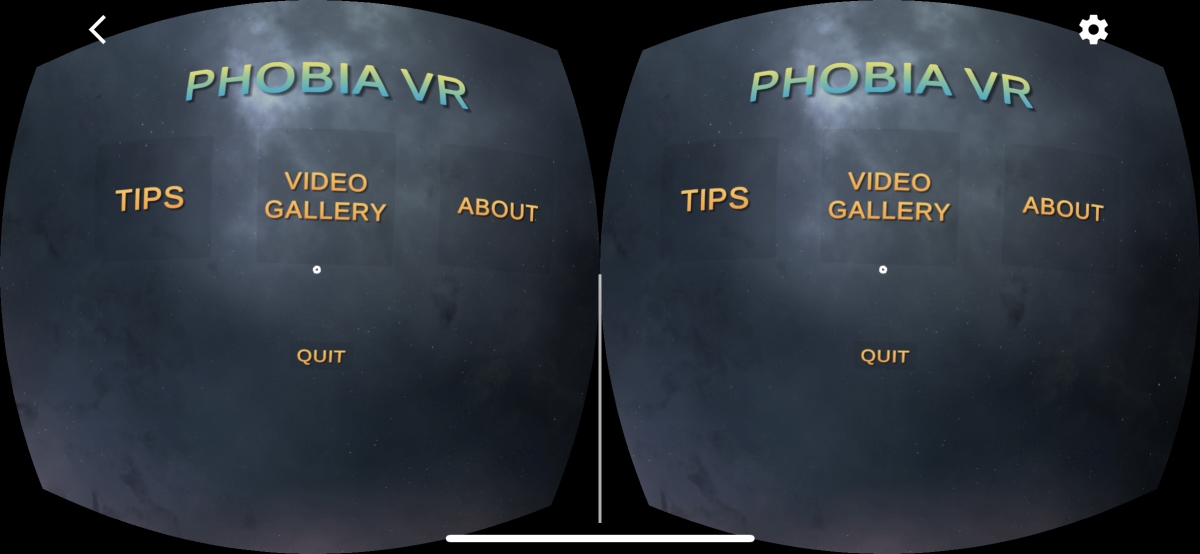 PHOBIA VR
TIPS
VIDEO
GALLERY
ABOUT
QUIT
PHOBIA VR
TIPS
VIDEO
GALLERY
ABOUT
QUIT